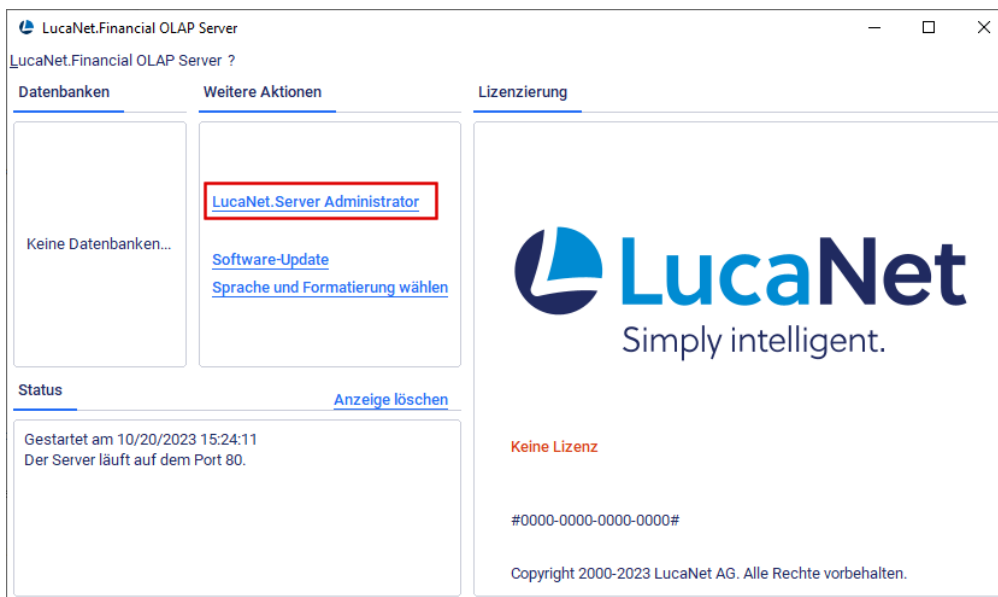 LucaNet.Financial OLAP Server
LucaNet.Financial OLAP Server ?
Datenbanken
Weitere Aktionen
Lizenzierung
Keine Datenbanken...
LucaNet.Server Administrator
Software-Update
Sprache und Formatierung wählen
LucaNet
Simply intelligent.
Status
Anzeige löschen
Gestartet am 10/20/2023 15:24:11
Der Server läuft auf dem Port 80.
Keine Lizenz
#0000-0000-0000-0000#
Copyright 2000-2023 LucaNet AG. Alle Rechte vorbehalten.